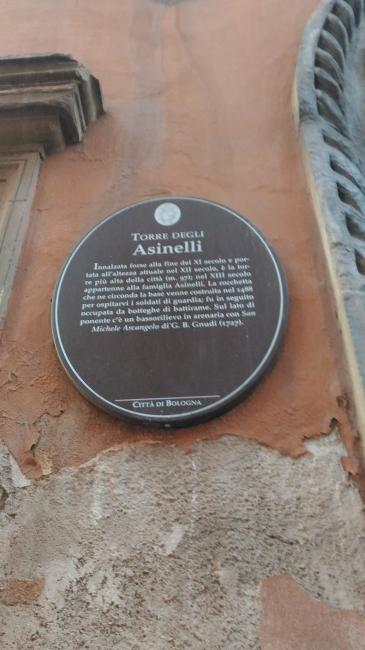 TORRE DEGLI
Asinelli
Innalzata forse alla fine del XI secolo e por-
tata all'altezza attuale nel XII secolo, è la tor-
re più alta della città (m. 97); nel XIII secolo
appartenne alla famiglia Asinelli. La rocchetta
che ne circonda la base venne costruita nel 1488
per ospitarvi i soldati di guardia; fu in seguito
occupata da botteghe di battirame. Sul lato di
ponente c'è un bassorilievo in arenaria con San
Michele Arcangelo di G. B. Gnudi (1727).
CITTÀ DI BOLOGNA